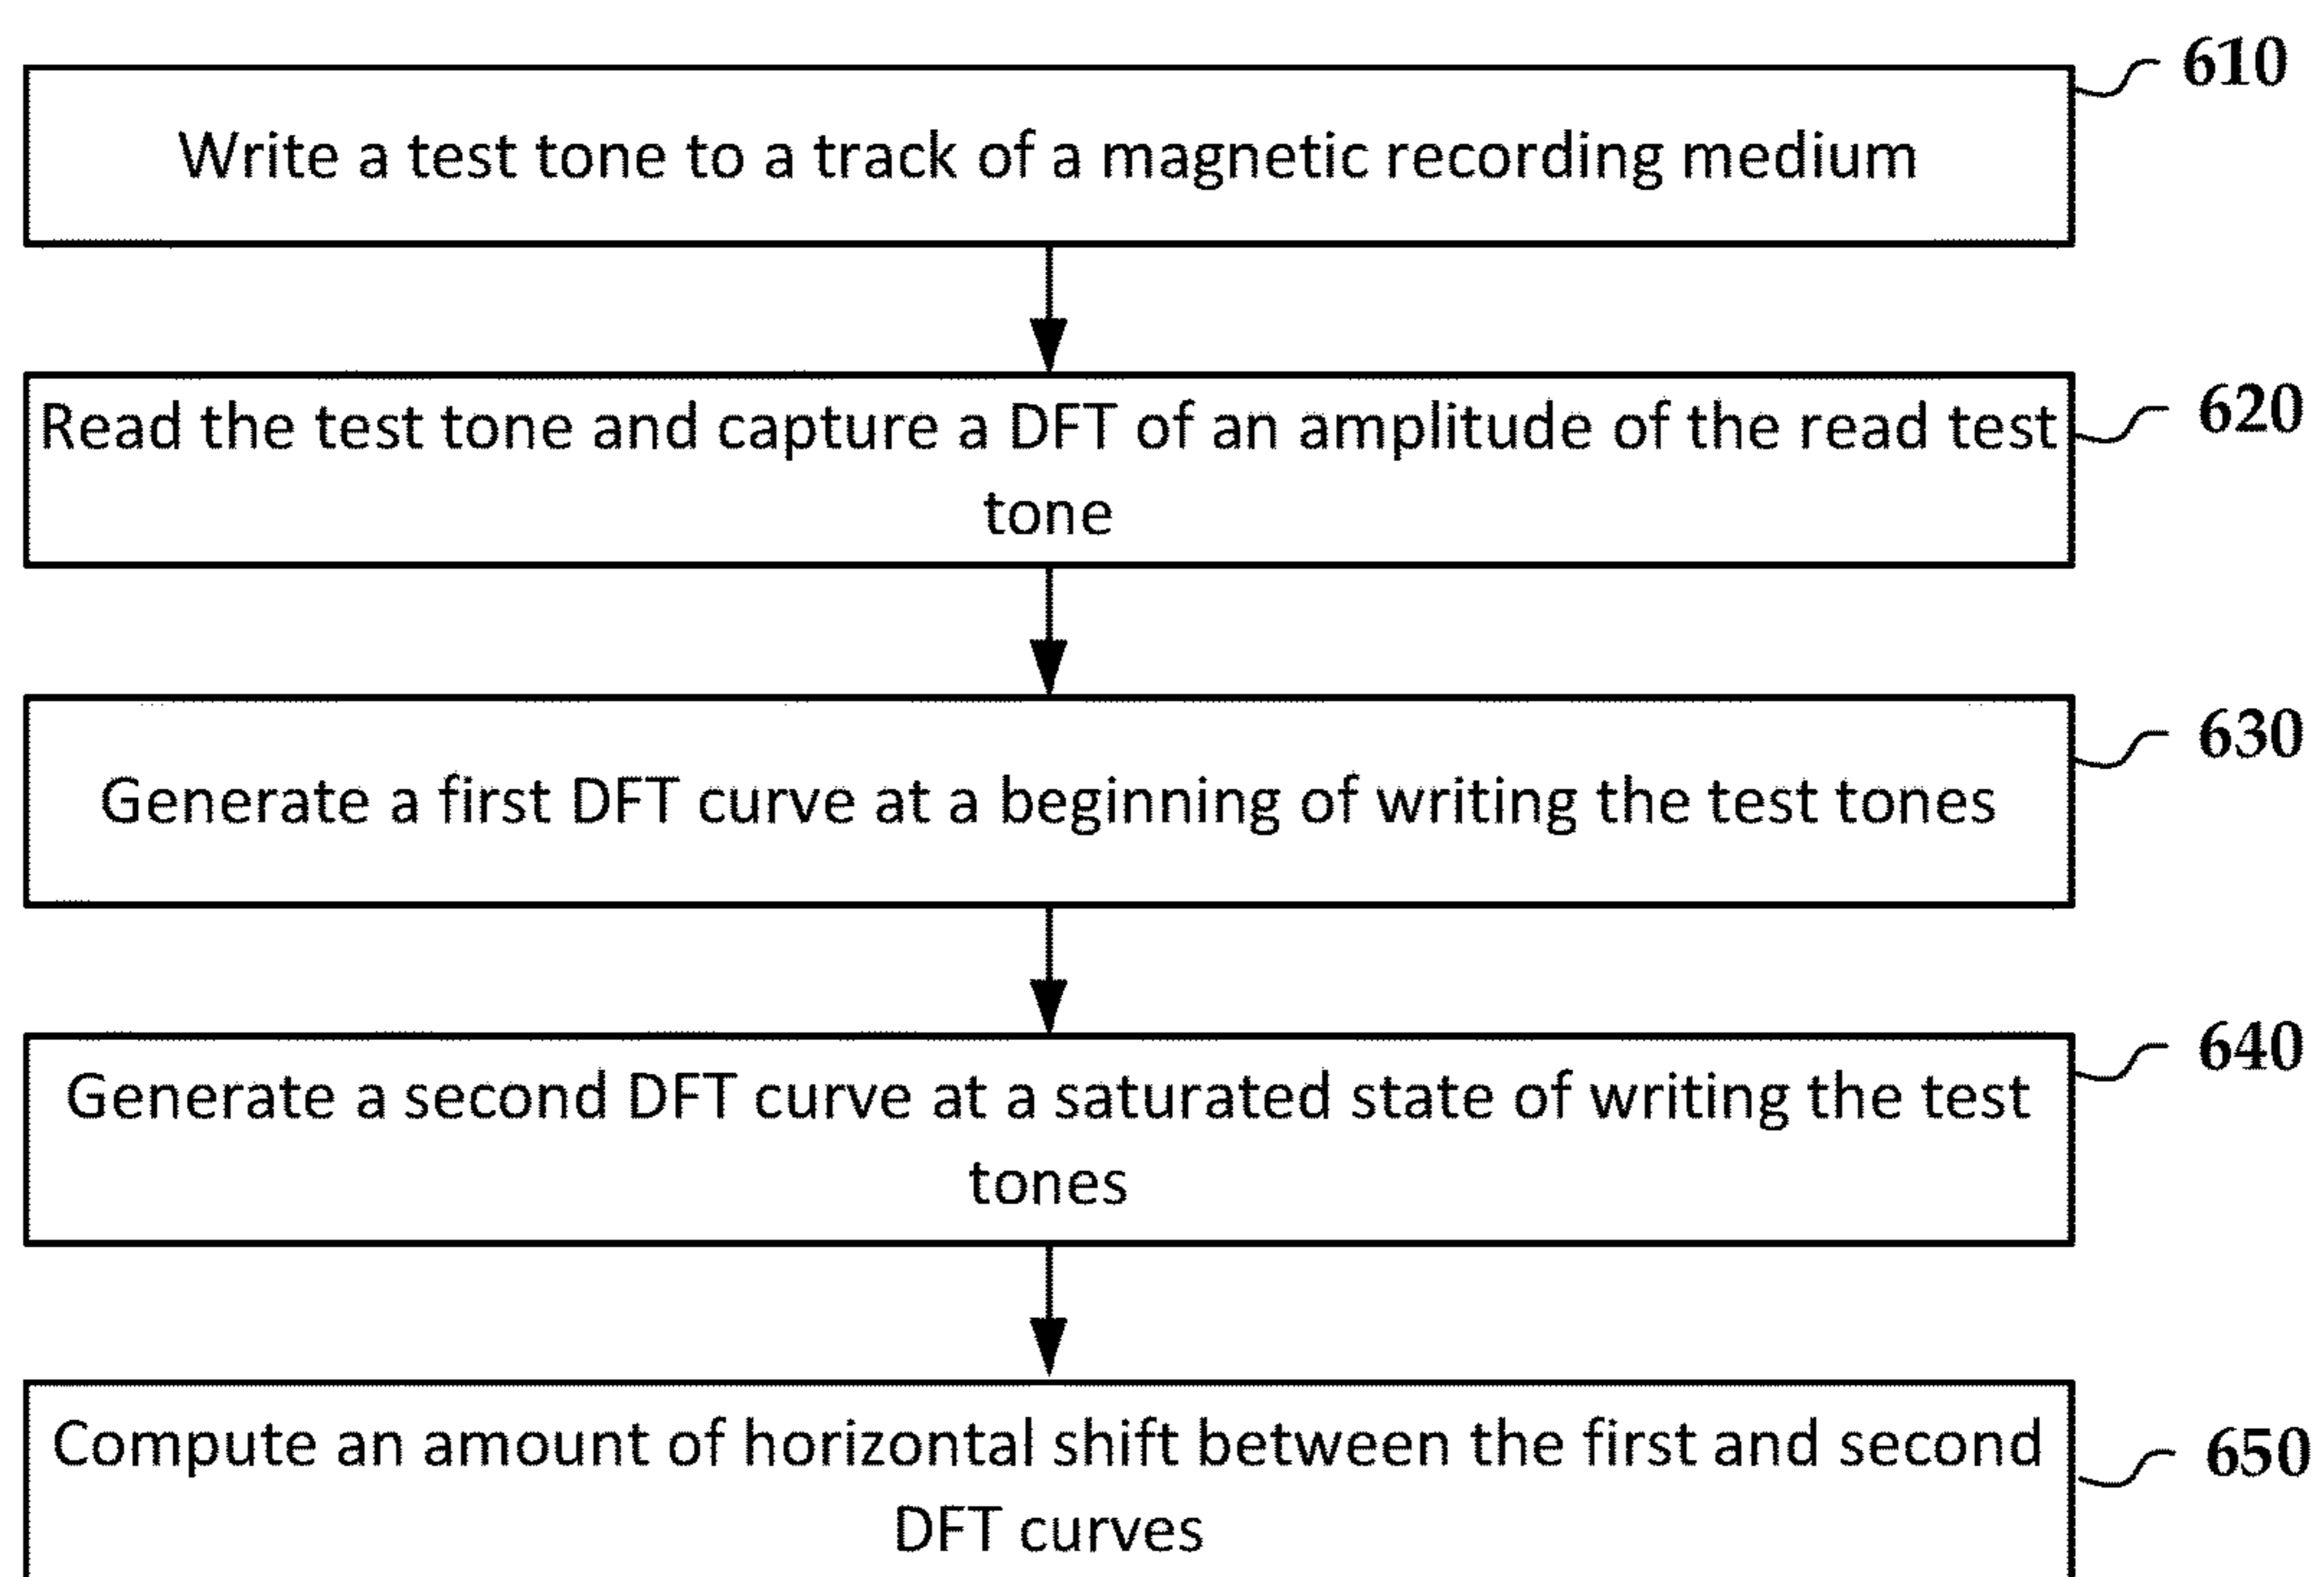 610
Write a test tone to a track of a magnetic recording medium
620
Read the test tone and capture a DFT of an amplitude of the read test
tone
630
Generate a first DFT curve at a beginning of writing the test tones
640
Generate a second DFT curve at a saturated state of writing the test
tones
650
Compute an amount of horizontal shift between the first and second
DFT curves